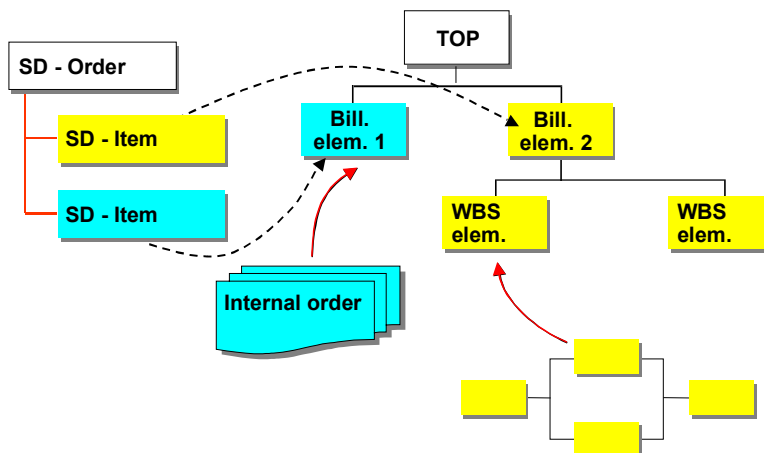 TOP
SD - Order
SD - Item
Bill.
elem. 1
Bill.
elem. 2
SD - Item
WBS
elem.
WBS
elem.
Internal order